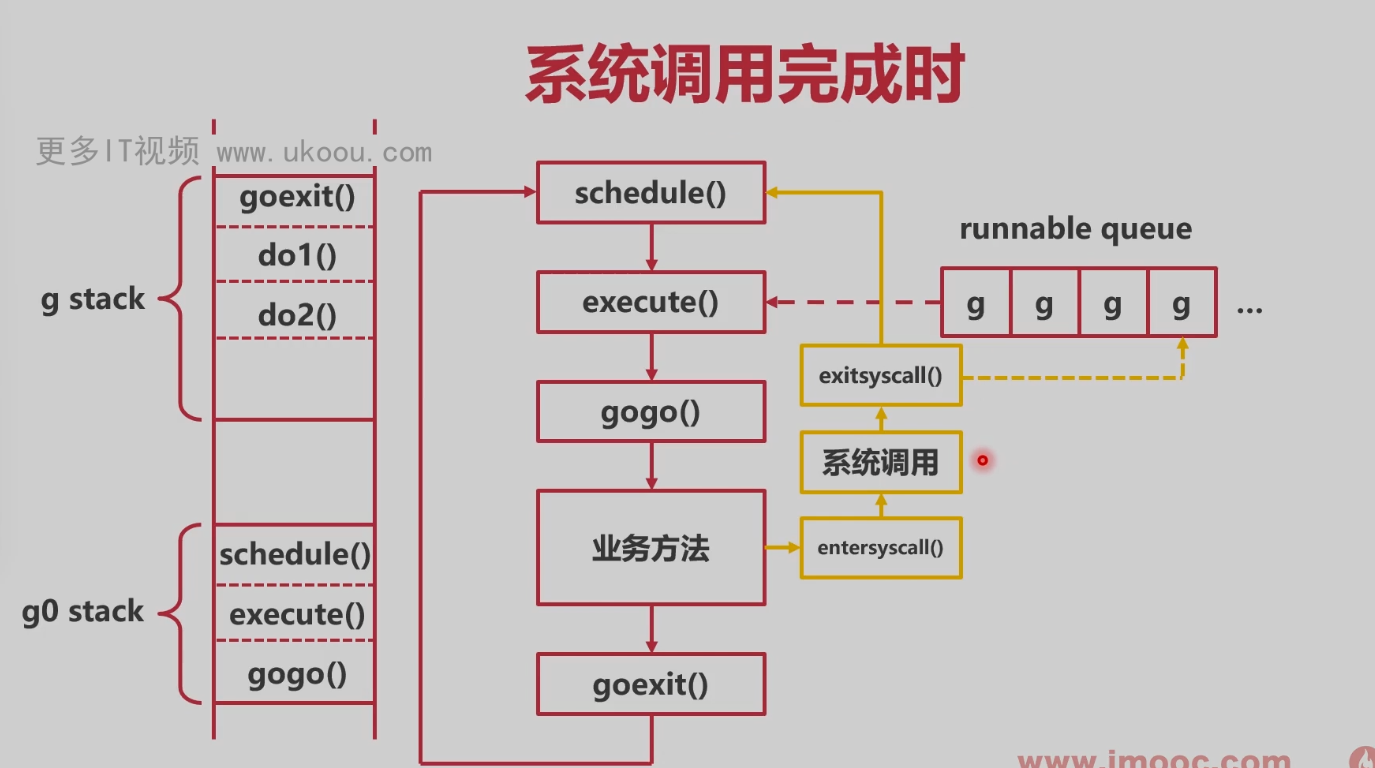 系统调用完成时
更多IT视频 www.ukoou.com
g stack
goexit()
do1()
do2()
g0 stack
schedule()
execute()
gogo()
schedule()
execute()
gogo()
业务方法
goexit()
exitsyscall()
系统调用
entersyscall()
runnable queue
g g g g ...
www.imooc.com